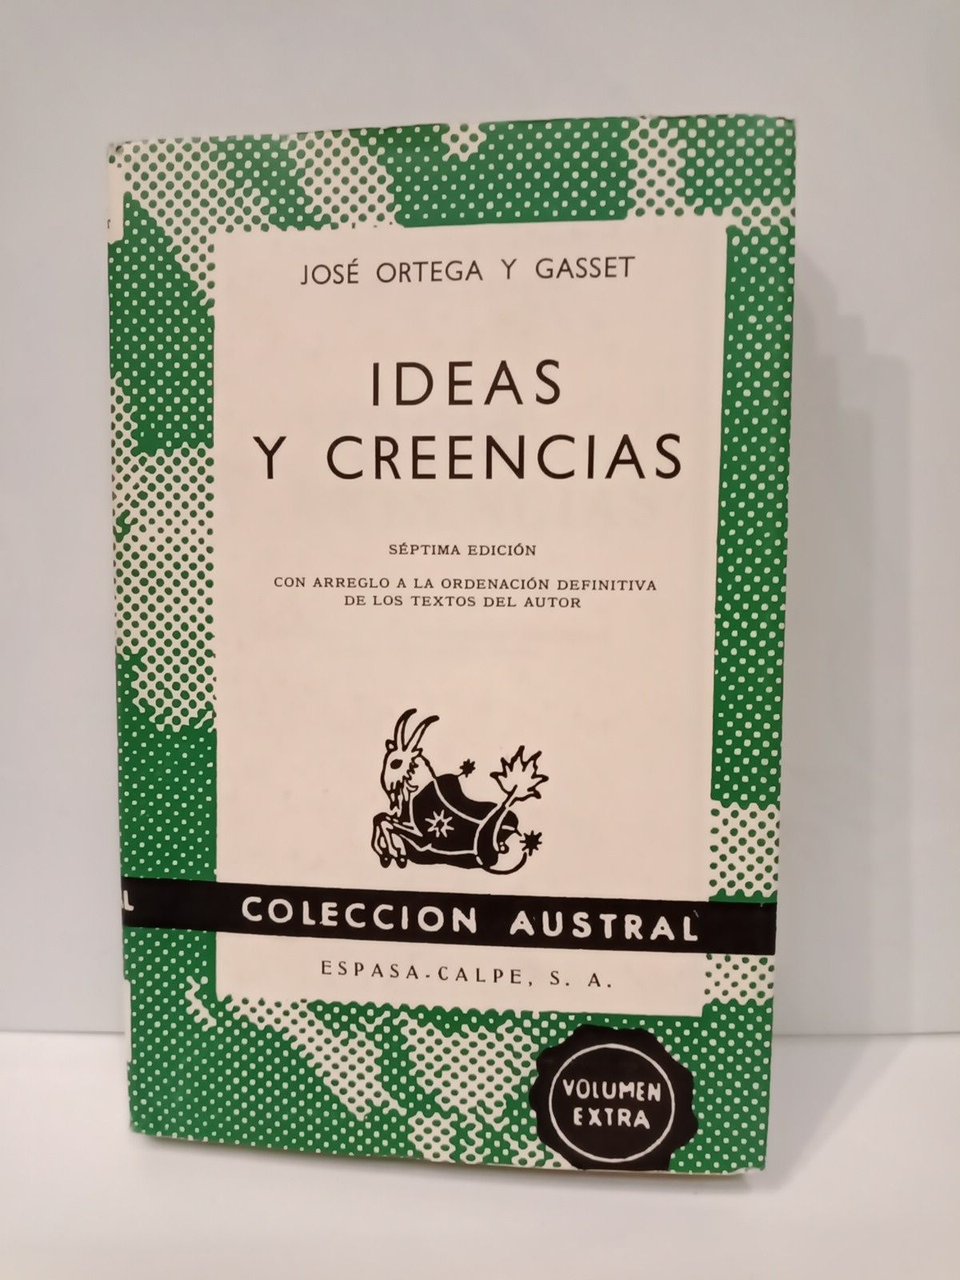 JOSÉ ORTEGA Y GASSET
IDEAS
Y CREENCIAS
SÉPTIMA EDICIÓN
CON ARREGLO A LA ORDENACIÓN DEFINITIVA
DE LOS TEXTOS DEL AUTOR
COLECCION AUSTRAL
ESPASA-CALPE, S. A.
VOLUMEN
EXTRA